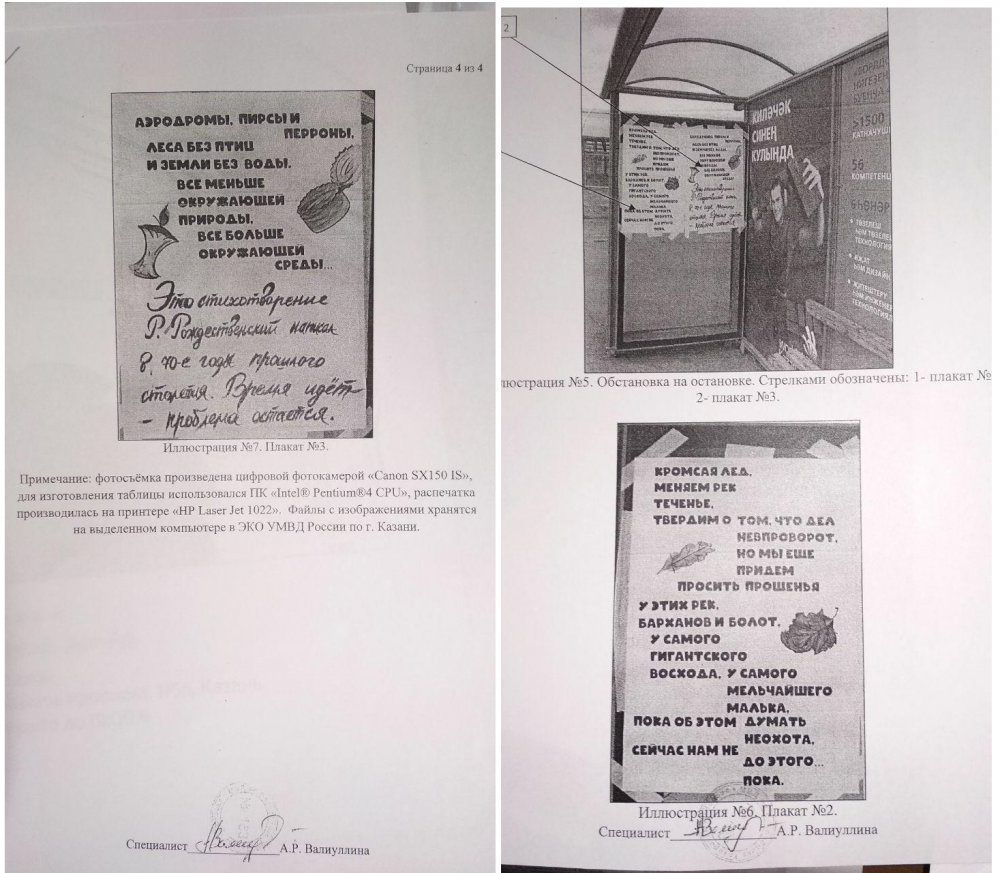 Страница 4 из 4
АЭРОДРОМЫ, ПИРСЫ И
ПЕРРОНЫ,
ЛЕСА БЕЗ ПТИЦ
И ЗЕМЛИ БЕЗ ВОДЫ.
ВСЕ МЕНЬШЕ
ОКРУЖАЮЩЕЙ
ПРИРОДЫ,
ВСЕ БОЛЬШЕ
ОКРУЖАЮЩЕЙ
СРЕДЫ...
Это стихотворение
Р. Рождественский написал
в 70-е годы прошлого
столетия. Время идёт
- проблема остается.
Иллюстрация №7. Плакат №3.
Примечание: фотосъёмка произведена цифровой фотокамерой «Canon SX150 IS»,
для изготовления таблицы использовался ПК «Intel® Pentium®4 CPU», распечатка
производилась на принтере «HP Laser Jet 1022». Файлы с изображениями хранятся
на выделенном компьютере в ЭКО УМВД России по г. Казани.
Специалист А.Р. Валиуллина
2
КИЛӘЧӘК
СИНЕҢ
КУЛЫНДА
>1500
56
КОМПЕТЕНЦ
люстрация №5. Обстановка на остановке. Стрелками обозначены: 1- плакат №
2- плакат №3.
КРОМСАЯ ЛЕД,
МЕНЯЕМ РЕК
ТЕЧЕНЬЕ,
ТВЕРДИМ О ТОМ, ЧТО ДЕЛ
НЕВПРОВОРОТ,
НО МЫ ЕЩЕ
ПРИДЕМ
ПРОСИТЬ ПРОЩЕНЬЯ
У ЭТИХ РЕК,
БАРХАНОВ И БОЛОТ,
У САМОГО
ГИГАНТСКОГО
ВОСХОДА, У САМОГО
МЕЛЬЧАЙШЕГО
МАЛЬКА,
ПОКА ОБ ЭТОМ ДУМАТЬ
НЕОХОТА,
СЕЙЧАС НАМ НЕ
ДО ЭТОГО...
ПОКА.
Иллюстрация №6. Плакат №2.
Специалист А.Р. Валиуллина